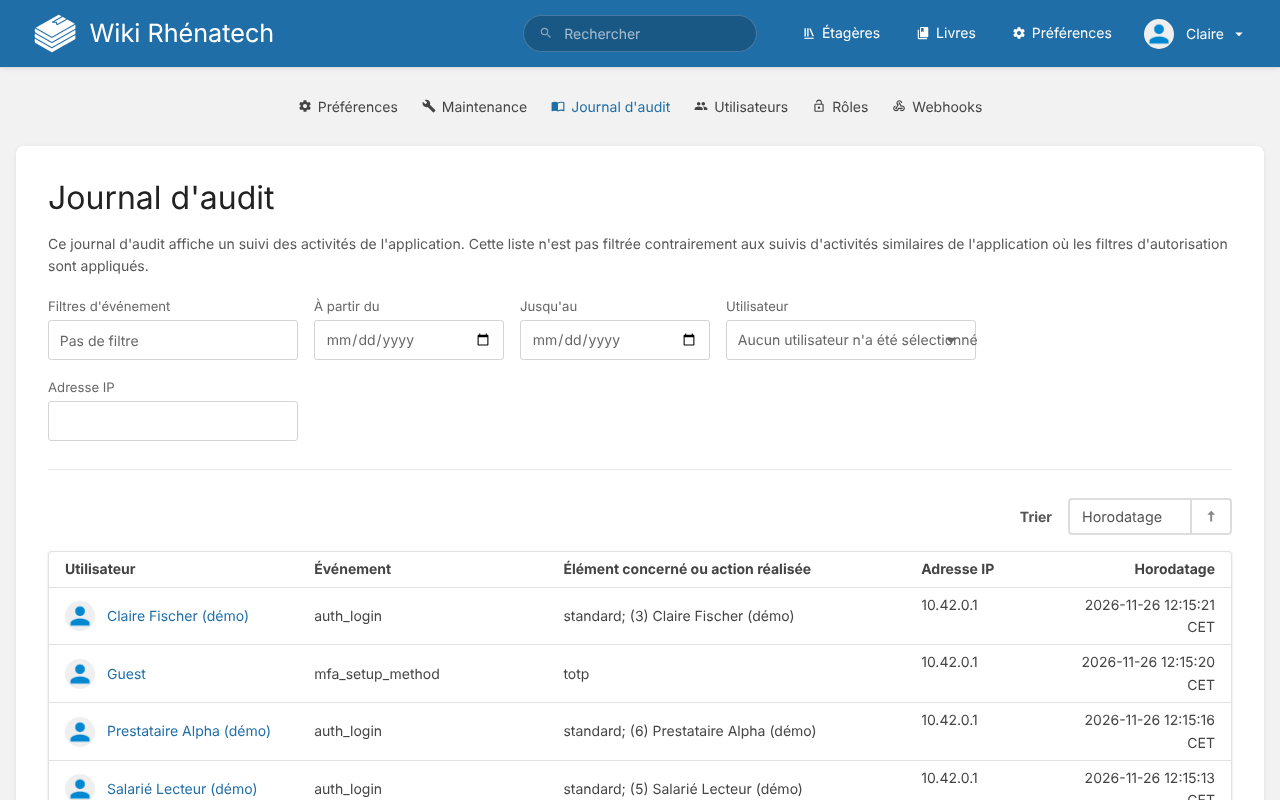 Wiki Rhénatech
Rechercher
Étagères
Livres
Préférences
Claire
Préférences
Maintenance
Journal d'audit
Utilisateurs
Rôles
Webhooks
Journal d'audit
Ce journal d'audit affiche un suivi des activités de l'application. Cette liste n'est pas filtrée contrairement aux suivis d'activités similaires de l'application où les filtres d'autorisation
sont appliqués.
Filtres d'événement
À partir du
Jusqu'au
Utilisateur
Pas de filtre
mm/dd/yyyy
mm/dd/yyyy
Aucun utilisateur n'a été sélectionné
Adresse IP
Trier
Horodatage
Utilisateur
Événement
Élément concerné ou action réalisée
Adresse IP
Horodatage
Claire Fischer (démo)
auth_login
standard; (3) Claire Fischer (démo)
10.42.0.1
2026-11-26 12:15:21
CET
Guest
mfa_setup_method
totp
10.42.0.1
2026-11-26 12:15:20
CET
Prestataire Alpha (démo)
auth_login
standard; (6) Prestataire Alpha (démo)
10.42.0.1
2026-11-26 12:15:16
CET
Salarié Lecteur (démo)
auth_login
standard; (5) Salarié Lecteur (démo)
10.42.0.1
2026-11-26 12:15:13
CET